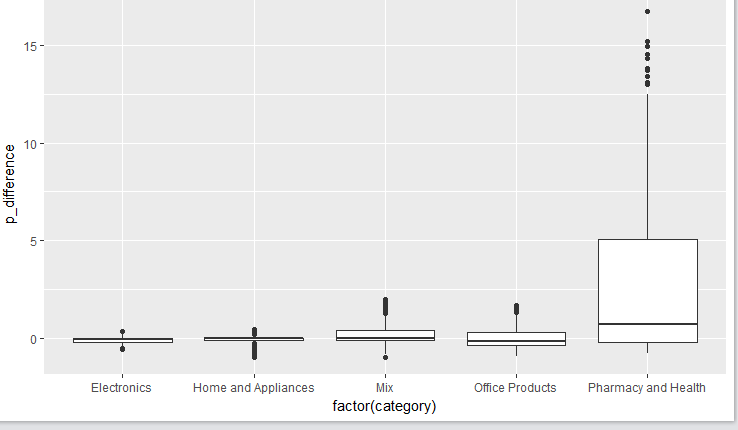 15
10
5
0
p_difference
Electronics Home and Appliances Mix Office Products Pharmacy and Health
factor(category)